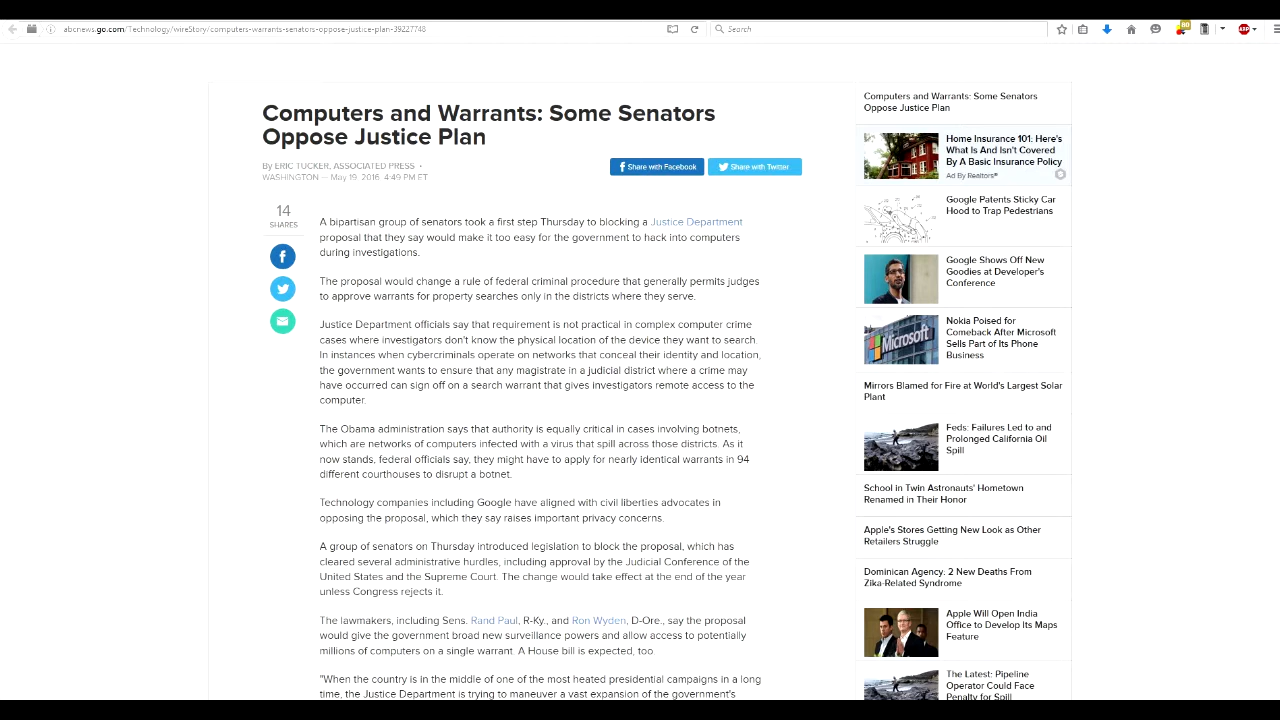 abcnews.go.com/Technology/wireStory/computers-warrants-senators-oppose-justice-plan-39227748
Search
80
ABP
Computers and Warrants: Some Senators
Oppose Justice Plan
By ERIC TUCKER, ASSOCIATED PRESS •
WASHINGTON — May 19, 2016, 4:49 PM ET
Share with Facebook
Share with Twitter
14
SHARES
A bipartisan group of senators took a first step Thursday to blocking a Justice Department
proposal that they say would make it too easy for the government to hack into computers
during investigations.
The proposal would change a rule of federal criminal procedure that generally permits judges
to approve warrants for property searches only in the districts where they serve.
Justice Department officials say that requirement is not practical in complex computer crime
cases where investigators don't know the physical location of the device they want to search.
In instances when cybercriminals operate on networks that conceal their identity and location,
the government wants to ensure that any magistrate in a judicial district where a crime may
have occurred can sign off on a search warrant that gives investigators remote access to the
computer.
The Obama administration says that authority is equally critical in cases involving botnets,
which are networks of computers infected with a virus that spill across those districts. As it
now stands, federal officials say, they might have to apply for nearly identical warrants in 94
different courthouses to disrupt a botnet.
Technology companies including Google have aligned with civil liberties advocates in
opposing the proposal, which they say raises important privacy concerns.
A group of senators on Thursday introduced legislation to block the proposal, which has
cleared several administrative hurdles, including approval by the Judicial Conference of the
United States and the Supreme Court. The change would take effect at the end of the year
unless Congress rejects it.
The lawmakers, including Sens. Rand Paul, R-Ky., and Ron Wyden, D-Ore., say the proposal
would give the government broad new surveillance powers and allow access to potentially
millions of computers on a single warrant. A House bill is expected, too.
"When the country is in the middle of one of the most heated presidential campaigns in a long
time, the Justice Department is trying to maneuver a vast expansion of the government's
Computers and Warrants: Some Senators
Oppose Justice Plan
Home Insurance 101: Here's
What Is And Isn't Covered
By A Basic Insurance Policy
Ad By Realtors®
Google Patents Sticky Car
Hood to Trap Pedestrians
Google Shows Off New
Goodies at Developer's
Conference
Microsoft
Nokia Poised for
Comeback After Microsoft
Sells Part of Its Phone
Business
Mirrors Blamed for Fire at World's Largest Solar
Plant
Feds: Failures Led to and
Prolonged California Oil
Spill
School in Twin Astronauts' Hometown
Renamed in Their Honor
Apple's Stores Getting New Look as Other
Retailers Struggle
Dominican Agency: 2 New Deaths From
Zika-Related Syndrome
Apple Will Open India
Office to Develop Its Maps
Feature
The Latest: Pipeline
Operator Could Face
Penalty for Spill